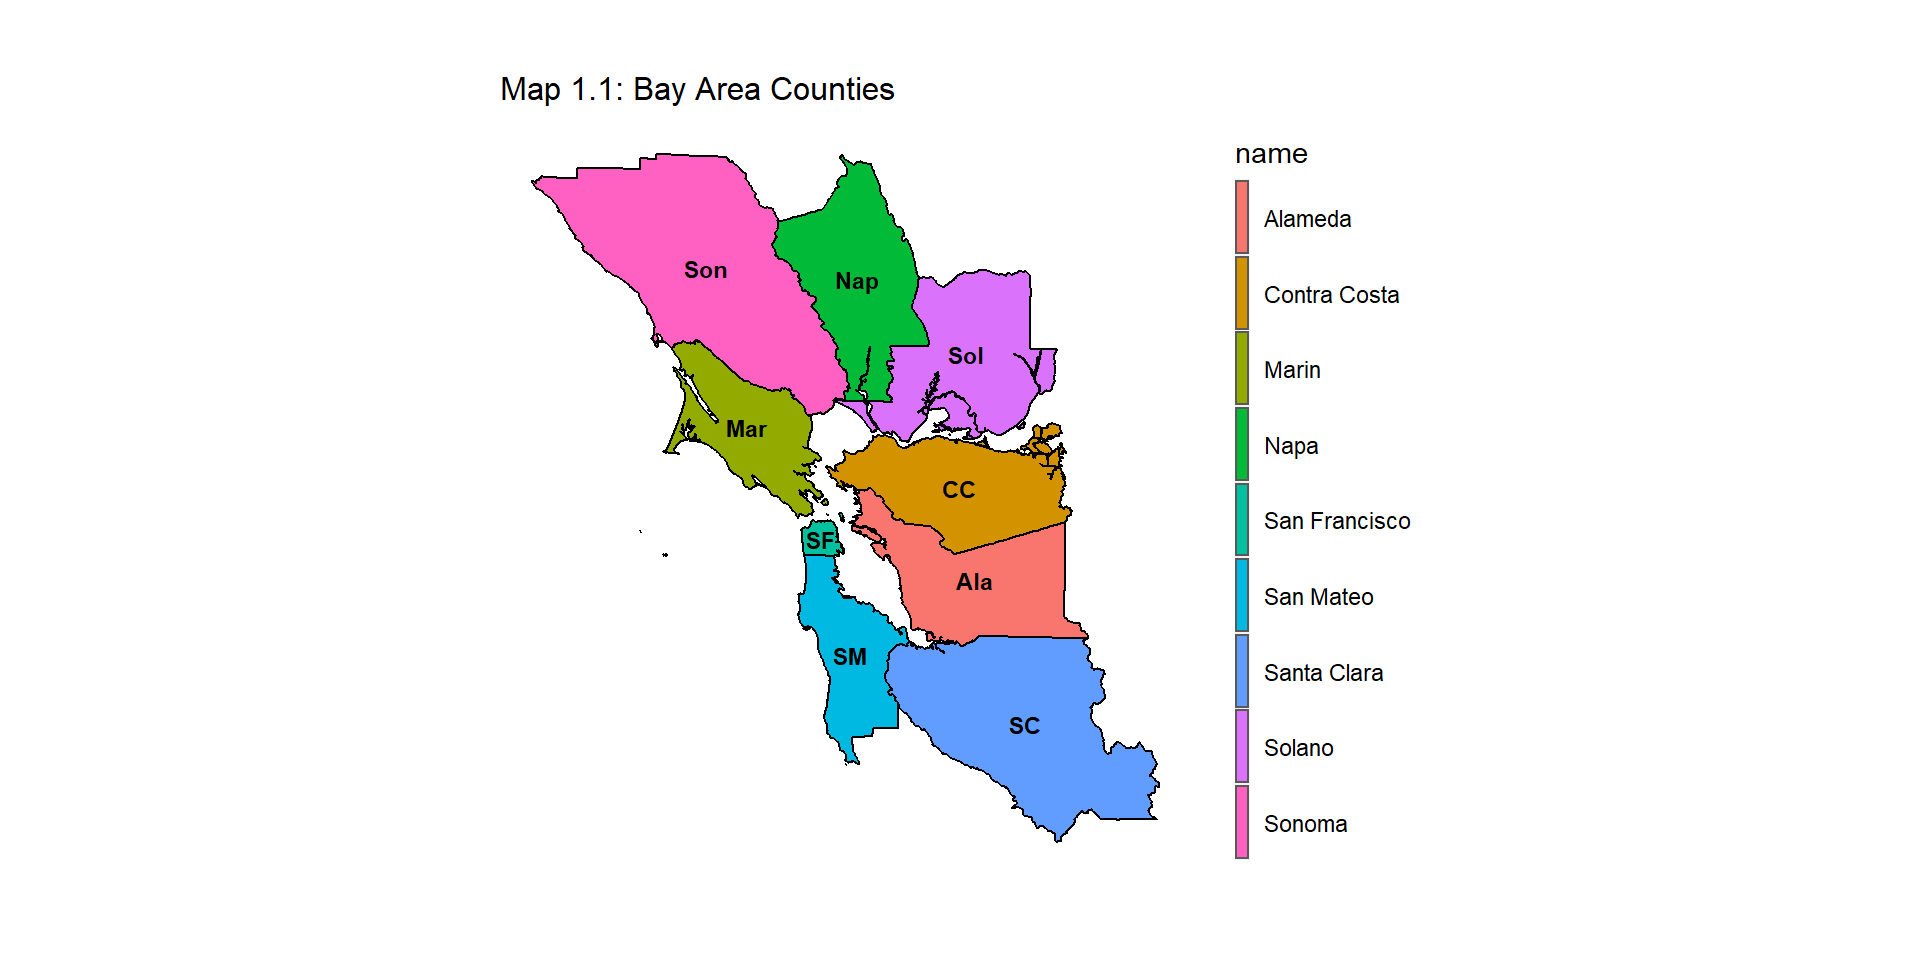 Map 1.1: Bay Area Counties
name
Alameda
Contra Costa
Marin
Napa
San Francisco
San Mateo
Santa Clara
Solano
Sonoma
Son
Nap
Sol
Mar
CC
SF
Ala
SM
SC